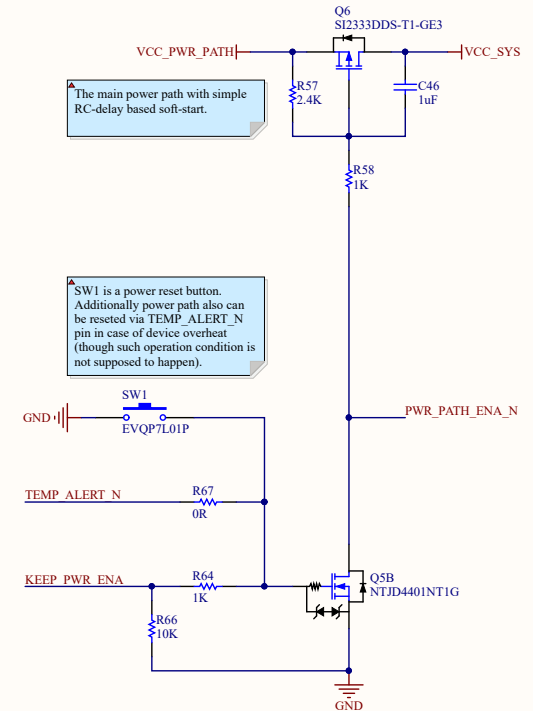 Q6
SI2333DDS-T1-GE3
VCC_PWR_PATH
VCC_SYS
R57
2.4K
C46
1uF
The main power path with simple
RC-delay based soft-start.
R58
1K
SW1 is a power reset button.
Additionally power path also can
be reseted via TEMP_ALERT_N
pin in case of device overheat
(though such operation condition is
not supposed to happen).
SW1
GND
EVQP7L01P
PWR_PATH_ENA_N
TEMP_ALERT_N
R67
0R
KEEP_PWR_ENA
R64
1K
Q5B
NTJD4401NT1G
R66
10K
GND